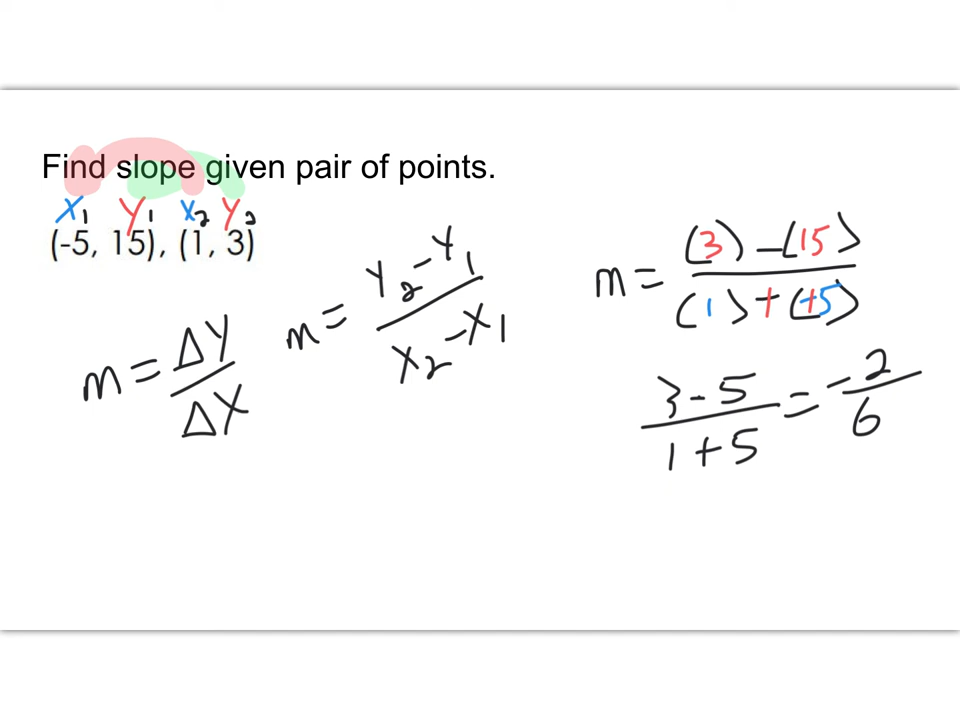 Find slope given pair of points.
X1 Y1 X2 Y2
(-5, 15), (1, 3)
m = ΔY/ΔX
m = Y2-Y1/X2-X1
m = (3) - (15)/(1) + (+5)
3-5/1+5 = -2/6